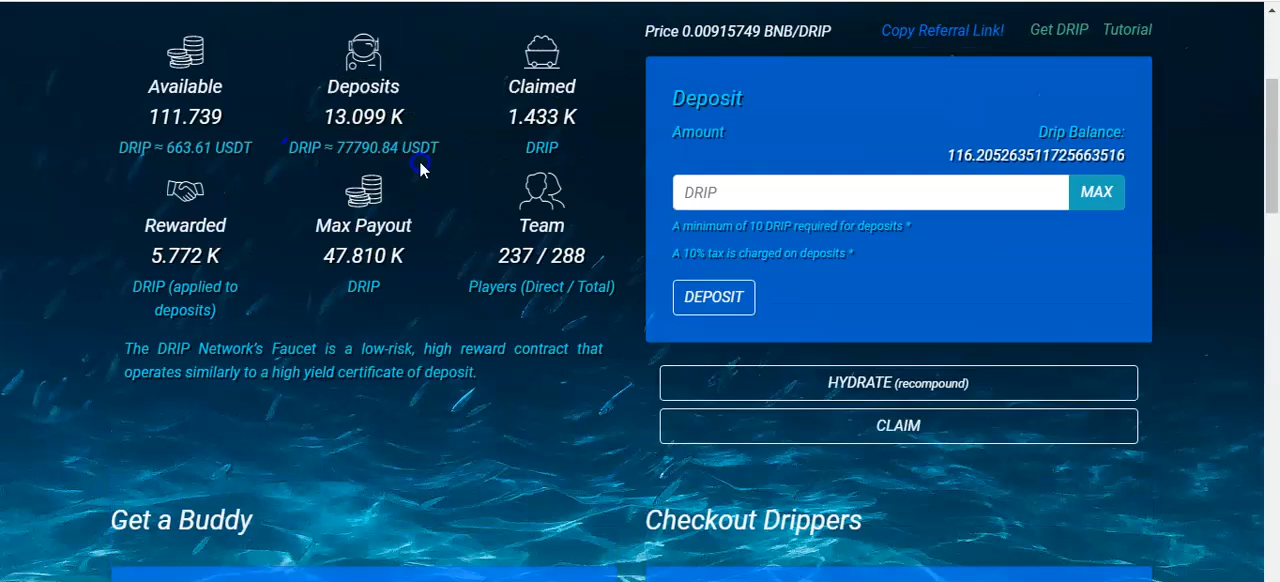 Price 0.00915749 BNB/DRIP
Copy Referral Link!
Get DRIP
Tutorial
Available
111.739
DRIP ≈ 663.61 USDT
Deposits
13.099 K
DRIP ≈ 77790.84 USDT
Claimed
1.433 K
DRIP
Rewarded
5.772 K
DRIP (applied to
deposits)
Max Payout
47.810 K
DRIP
Team
237 / 288
Players (Direct / Total)
The DRIP Network's Faucet is a low-risk, high reward contract that
operates similarly to a high yield certificate of deposit.
Deposit
Amount
Drip Balance:
116.205263511725663516
DRIP
MAX
A minimum of 10 DRIP required for deposits *
A 10% tax is charged on deposits *
DEPOSIT
HYDRATE (recompound)
CLAIM
Get a Buddy
Checkout Drippers